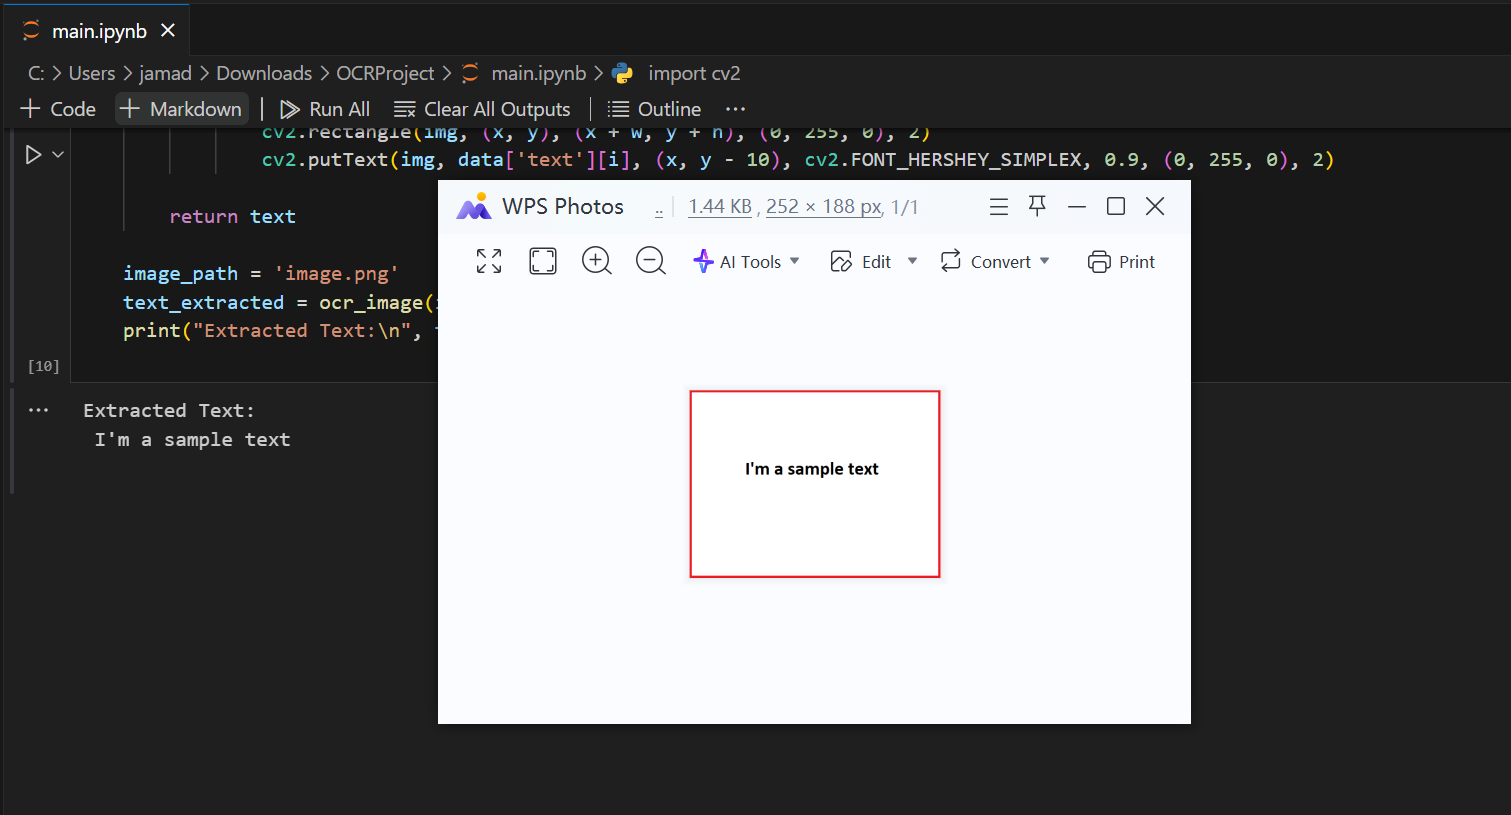 main.ipynb
C: > Users > jamad > Downloads > OCRProject > main.ipynb > import cv2
+ Code + Markdown | Run All Clear All Outputs | Outline ...
cv2.rectangle(img, (x, y), (x + w, y + h), (0, 255, 0), 2)
cv2.putText(img, data['text'][i], (x, y - 10), cv2.FONT_HERSHEY_SIMPLEX, 0.9, (0, 255, 0), 2)
return text
image_path = 'image.png'
text_extracted = ocr_image(
print("Extracted Text:\n",
[10]
... Extracted Text:
I'm a sample text
WPS Photos .. | 1.44 KB , 252 × 188 px, 1/1
AI Tools Edit Convert Print
I'm a sample text